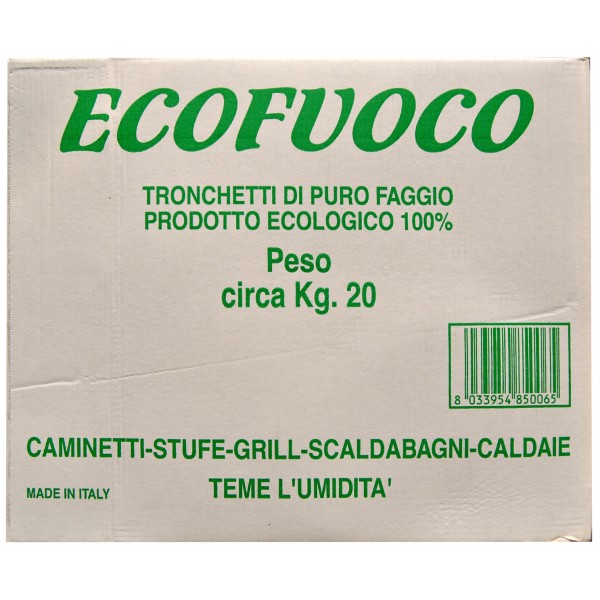 ECOFUOCO
TRONCHETTI DI PURO FAGGIO
PRODOTTO ECOLOGICO 100%
Peso
circa Kg. 20
8 033954 850065
CAMINETTI-STUFE-GRILL-SCALDABAGNI-CALDAIE
MADE IN ITALY
TEME L'UMIDITA'